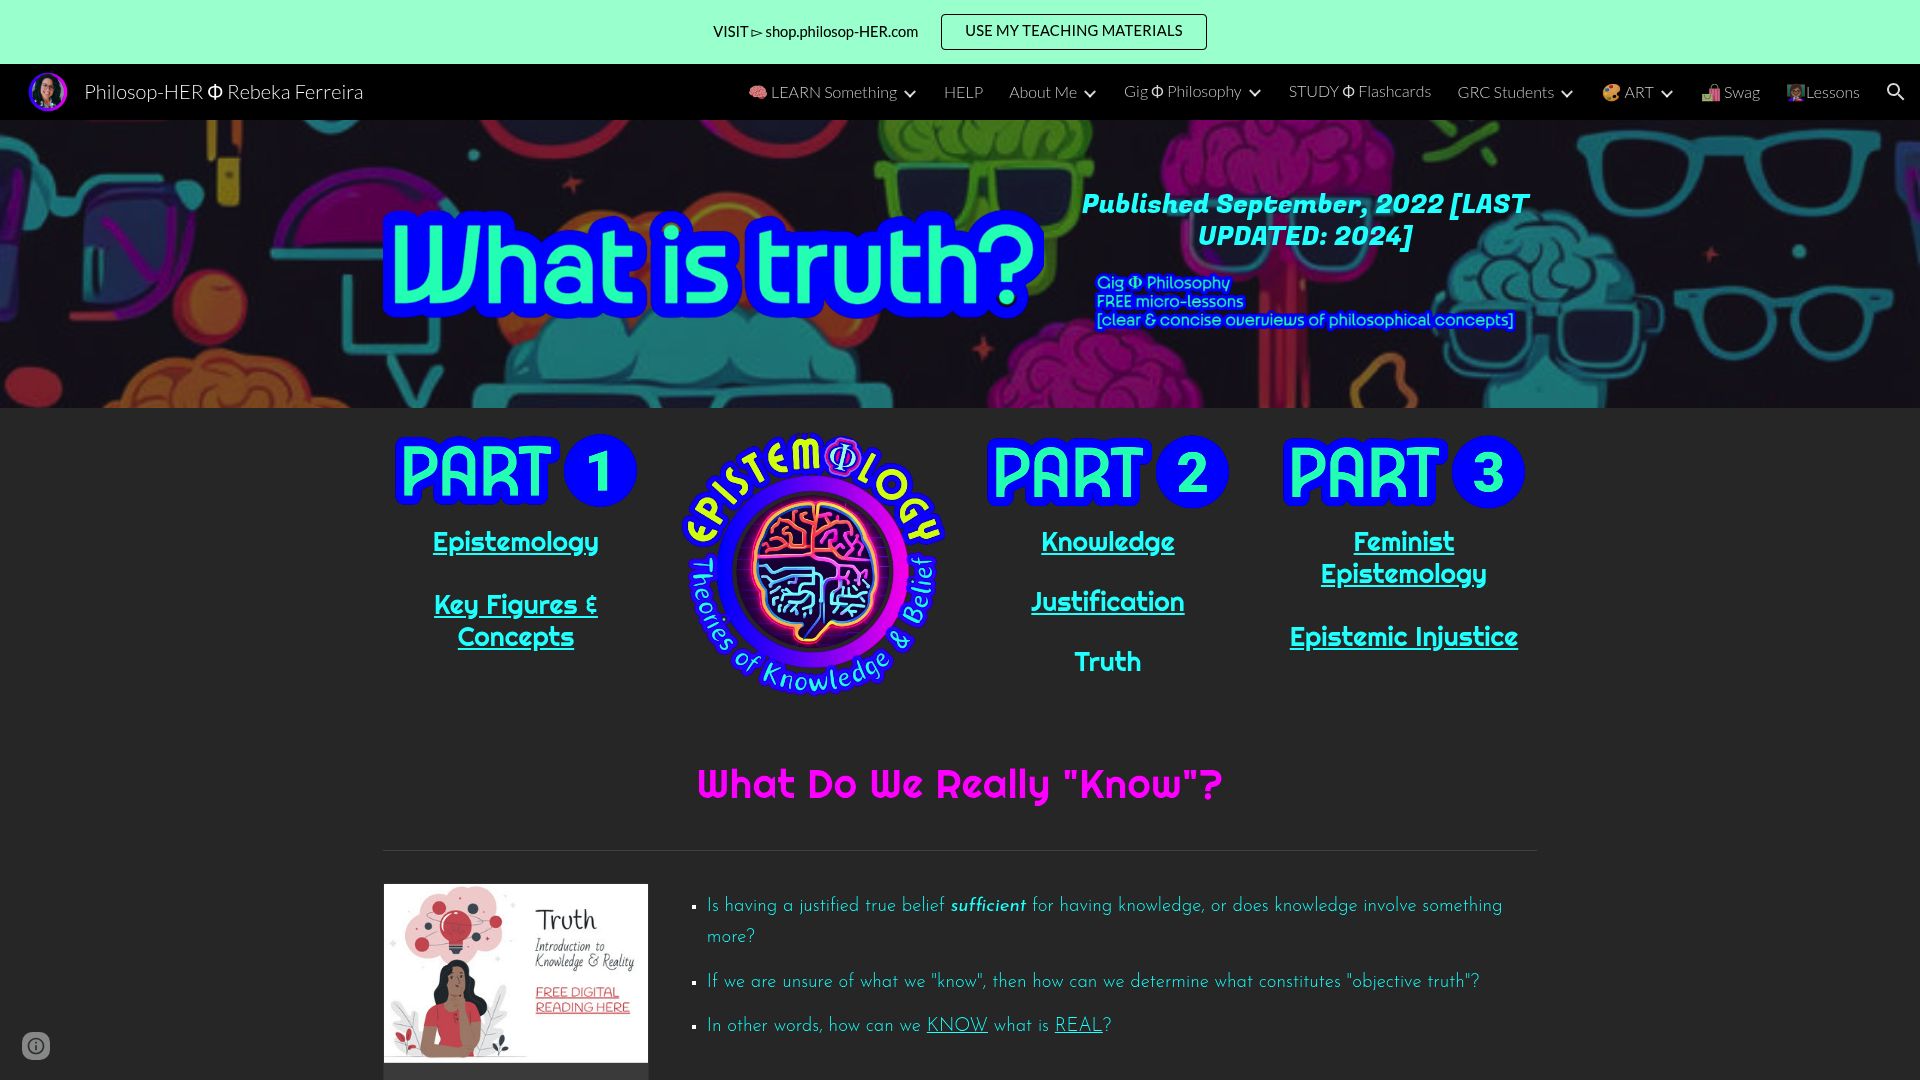 VISIT ▻ shop.philosop-HER.com
USE MY TEACHING MATERIALS
Philosop-HER Φ Rebeka Ferreira
🧠 LEARN Something
HELP
About Me
Gig Φ Philosophy
STUDY Φ Flashcards
GRC Students
🎨 ART
🛍️ Swag
👩🏽‍🏫Lessons
What is truth?
Published September, 2022 [LAST
UPDATED: 2024]
Gig Φ Philosophy
FREE micro-lessons
[clear & concise overviews of philosophical concepts]
PART 1
Epistemology
Key Figures &
Concepts
EPISTEMΦLOGY
Theories of Knowledge & Belief
PART 2
Knowledge
Justification
Truth
PART 3
Feminist
Epistemology
Epistemic Injustice
What Do We Really "Know"?
Truth
Introduction to
Knowledge & Reality
FREE DIGITAL
READING HERE
Is having a justified true belief sufficient for having knowledge, or does knowledge involve something
more?
If we are unsure of what we "know", then how can we determine what constitutes "objective truth"?
In other words, how can we KNOW what is REAL?